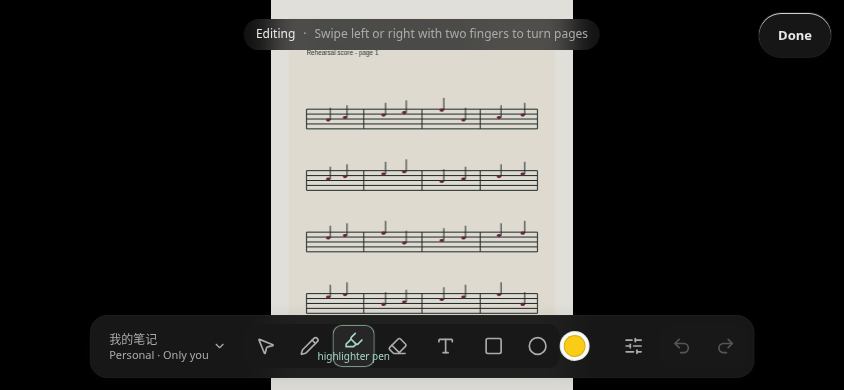 Editing · Swipe left or right with two fingers to turn pages
Done
Rehearsal score - page 1
我的笔记
Personal · Only you
highlighter pen
T